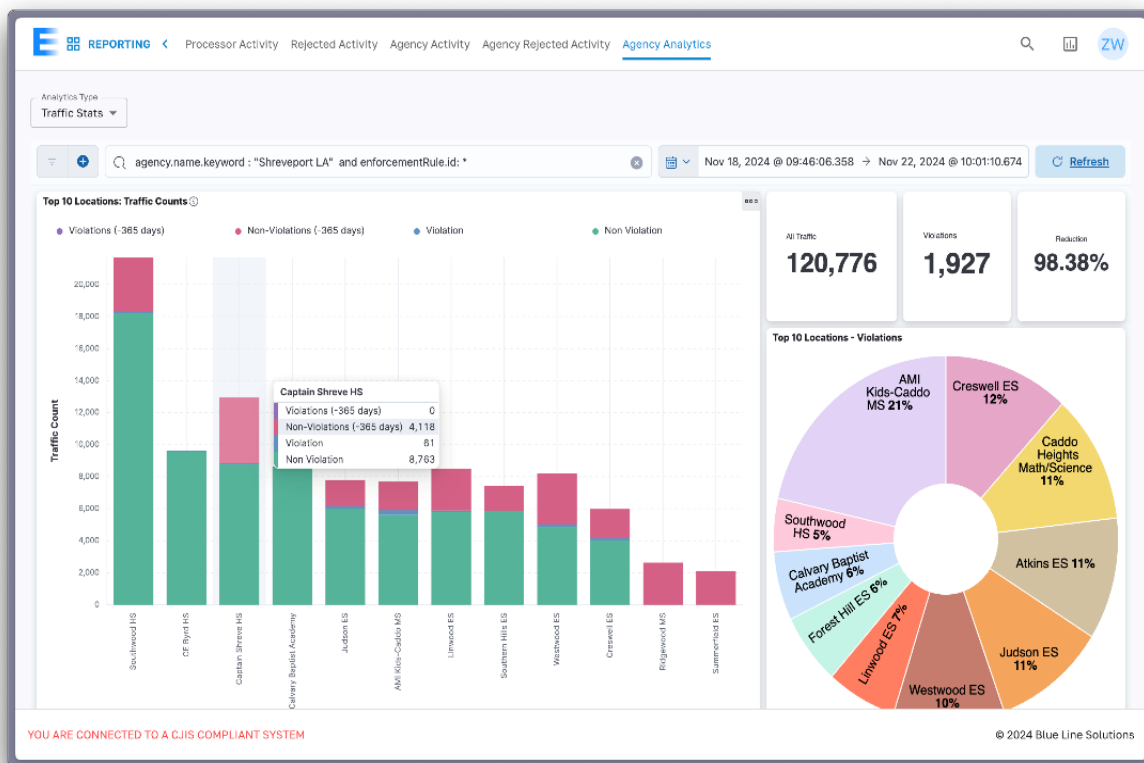 REPORTING
Processor Activity
Rejected Activity
Agency Activity
Agency Rejected Activity
Agency Analytics
ZW
Analytics Type
Traffic Stats
agency.name.keyword : "Shreveport LA" and enforcementRule.id: *
Nov 18, 2024 @ 09:46:06.358 → Nov 22, 2024 @ 10:01:10.674
Refresh
Top 10 Locations: Traffic Counts
Violations (-365 days)
Non-Violations (-365 days)
Violation
Non Violation
Traffic Count
20,000
18,000
16,000
14,000
12,000
10,000
8,000
6,000
4,000
2,000
0
Captain Shreve HS
Violations (-365 days) 0
Non-Violations (-365 days) 4,118
Violation 61
Non Violation 8,763
Southwood HS
CE Byrd HS
Captain Shreve HS
Calvary Baptist Academy
Judson ES
AMI Kids-Caddo MS
Linwood ES
Southern Hills ES
Westwood ES
Creswell ES
Ridgewood MS
Summerfield ES
All Traffic
120,776
Violations
1,927
Reduction
98.38%
Top 10 Locations - Violations
AMI
Kids-Caddo
MS 21%
Creswell ES
12%
Caddo
Heights
Math/Science
11%
Atkins ES 11%
Judson ES
11%
Westwood ES
10%
Linwood ES 7%
Forest Hill ES 6%
Calvary Baptist
Academy 6%
Southwood
HS 5%
YOU ARE CONNECTED TO A CJIS COMPLIANT SYSTEM
© 2024 Blue Line Solutions